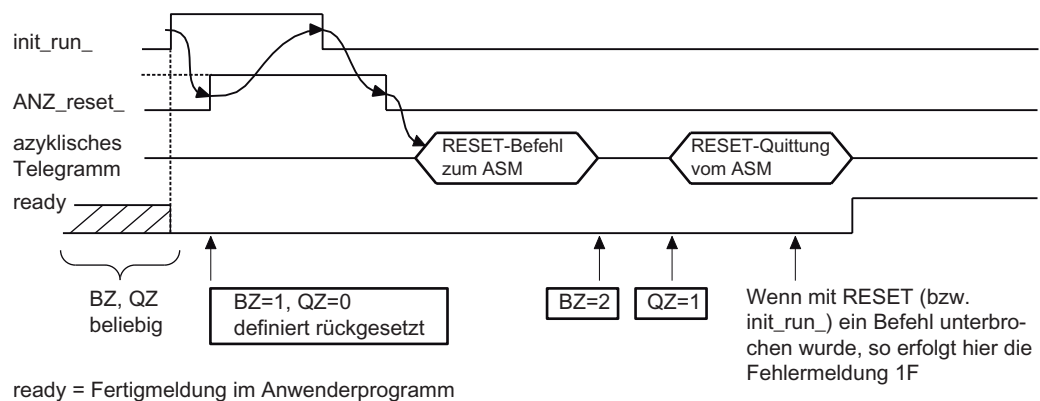 init_run_
ANZ_reset_
azyklisches
Telegramm
RESET-Befehl
zum ASM
RESET-Quittung
vom ASM
ready
BZ, QZ
beliebig
BZ=1, QZ=0
definiert rückgesetzt
BZ=2
QZ=1
Wenn mit RESET (bzw.
init_run_) ein Befehl unterbro-
chen wurde, so erfolgt hier die
Fehlermeldung 1F
ready = Fertigmeldung im Anwenderprogramm